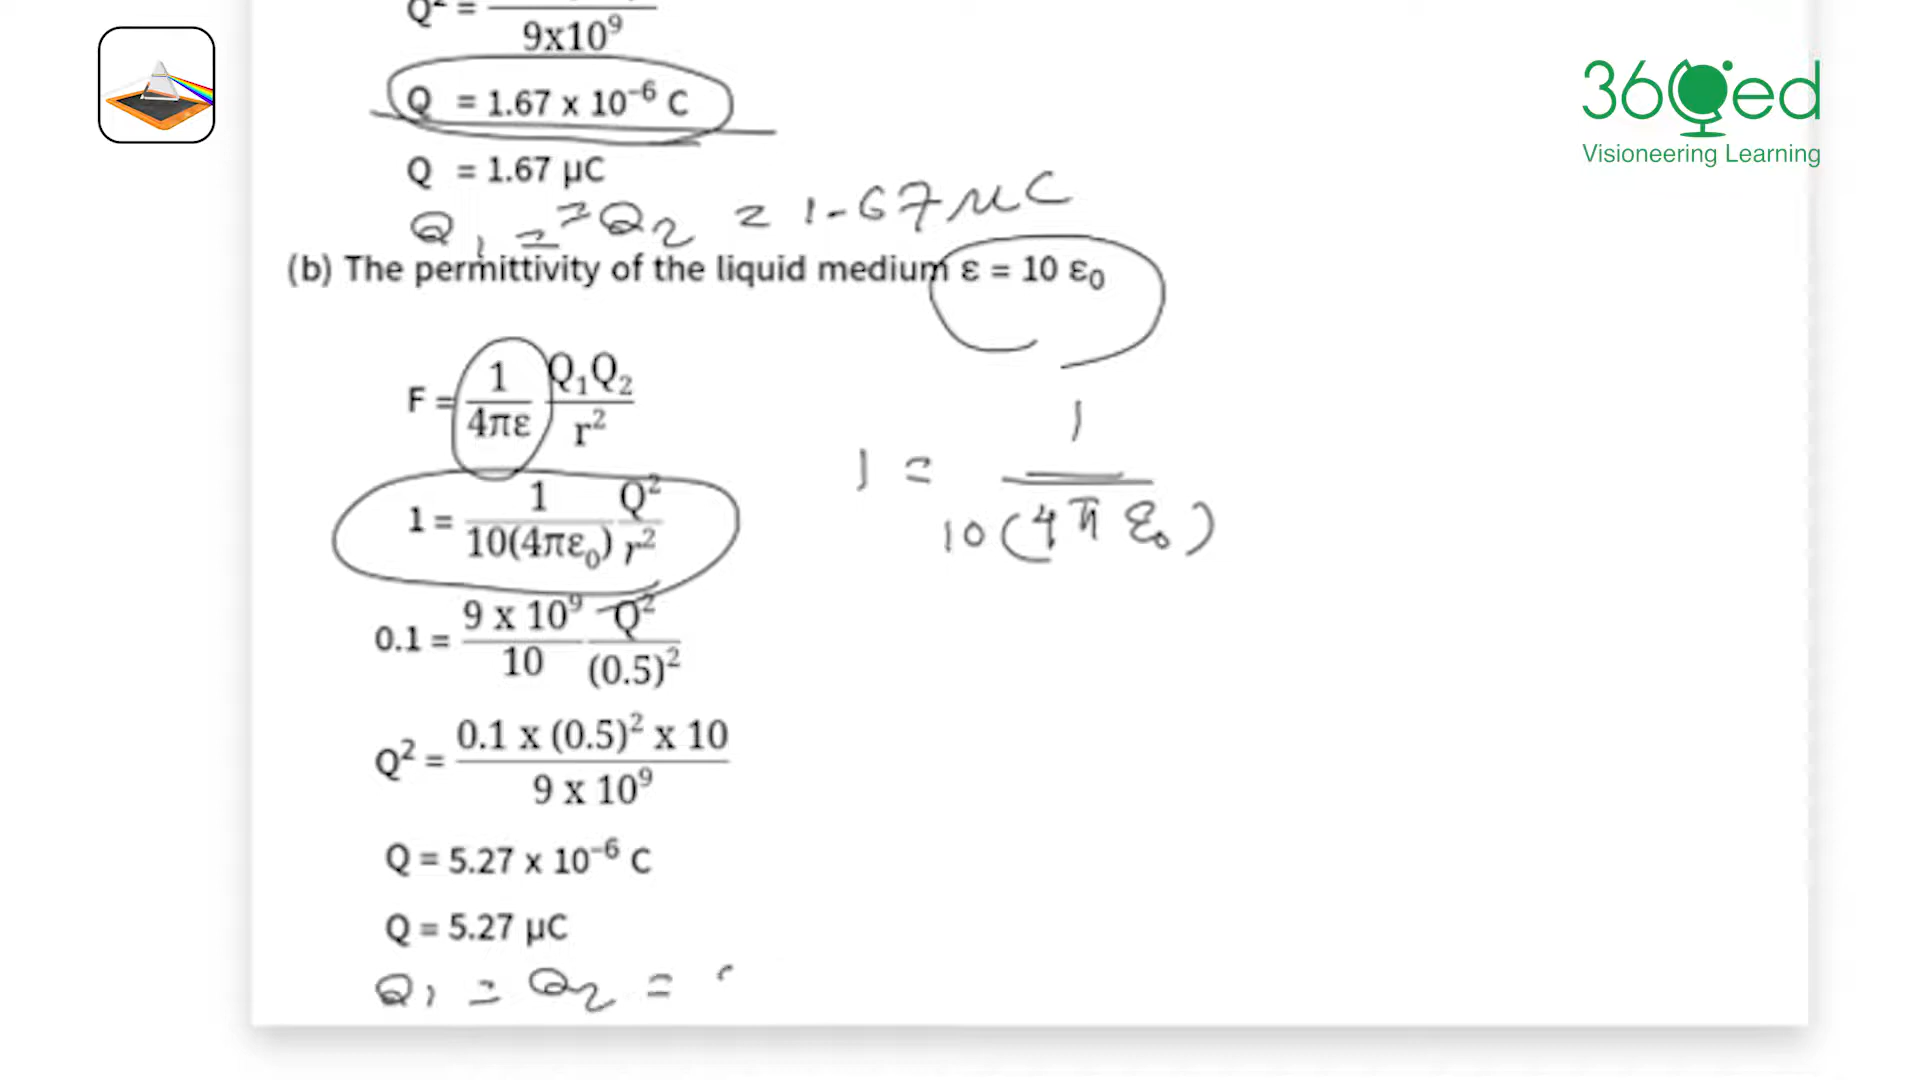 Q² =
9x10⁹
Q = 1.67 x 10⁻⁶ C
Q = 1.67 µC
Q₁ = = Q₂ = 1.67 µC
(b) The permittivity of the liquid medium ε = 10 ε₀
F = 1/4πε Q₁Q₂/r²
1 = 1/10(4πε₀) Q²/r²
1 = 1/10(4πε₀)
0.1 = 9 x 10⁹/10 Q²/(0.5)²
Q² = 0.1 x (0.5)² x 10/9 x 10⁹
Q = 5.27 x 10⁻⁶ C
Q = 5.27 µC
Q₁ = Q₂ =
360ed
Visioneering Learning